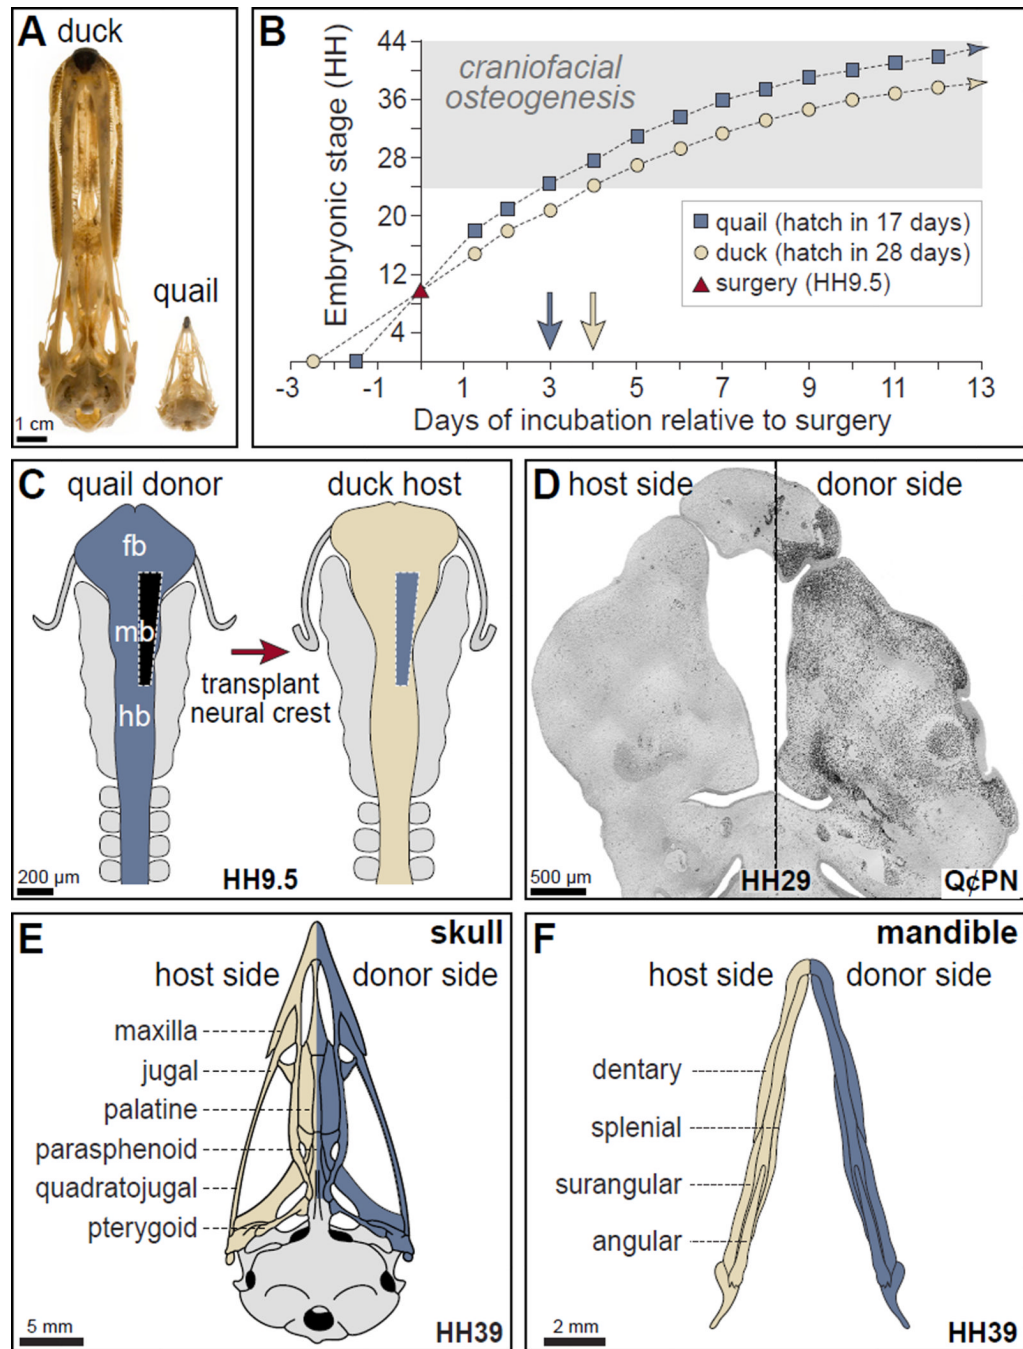 A duck
quail
1 cm
B
Embryonic stage (HH)
44
36
28
20
12
4
craniofacial
osteogenesis
quail (hatch in 17 days)
duck (hatch in 28 days)
surgery (HH9.5)
-3 -1 1 3 5 7 9 11 13
Days of incubation relative to surgery
C quail donor duck host
fb
mb
hb
transplant
neural crest
200 µm
HH9.5
D host side donor side
500 µm
HH29
Q¢PN
E skull
host side donor side
maxilla
jugal
palatine
parasphenoid
quadratojugal
pterygoid
5 mm
HH39
F mandible
host side donor side
dentary
splenial
surangular
angular
2 mm
HH39